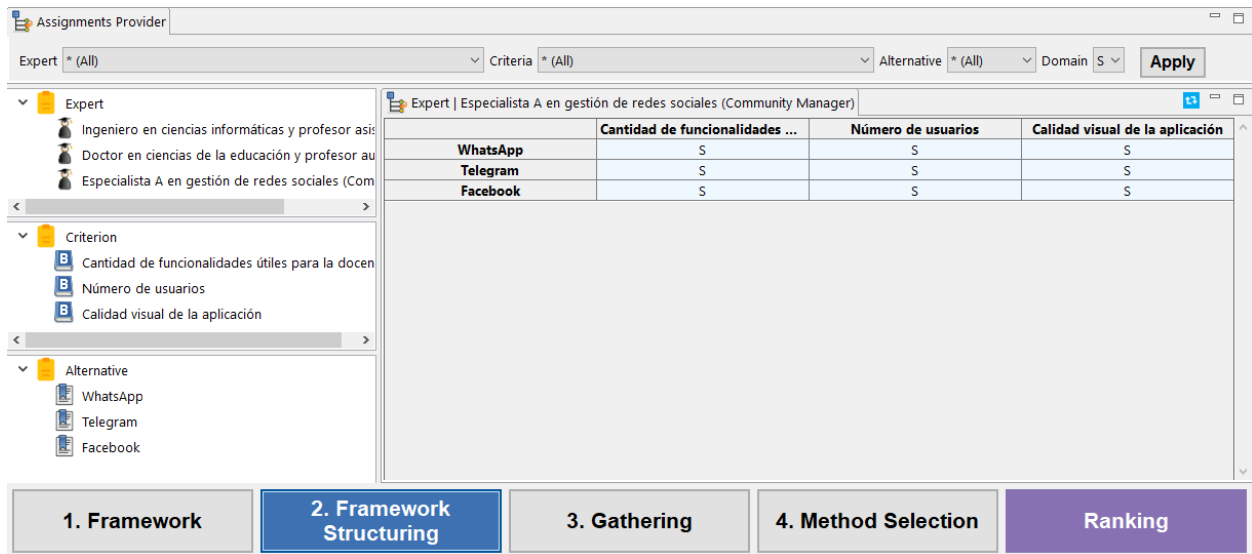 Assignments Provider
Expert * (All) Criteria * (All) Alternative * (All) Domain S Apply
Expert
Ingeniero en ciencias informáticas y profesor asis
Doctor en ciencias de la educación y profesor au
Especialista A en gestión de redes sociales (Com
Criterion
Cantidad de funcionalidades útiles para la docen
Número de usuarios
Calidad visual de la aplicación
Alternative
WhatsApp
Telegram
Facebook
Expert | Especialista A en gestión de redes sociales (Community Manager)
Cantidad de funcionalidades ... Número de usuarios Calidad visual de la aplicación
WhatsApp S S S
Telegram S S S
Facebook S S S
1. Framework
2. Framework
Structuring
3. Gathering
4. Method Selection
Ranking